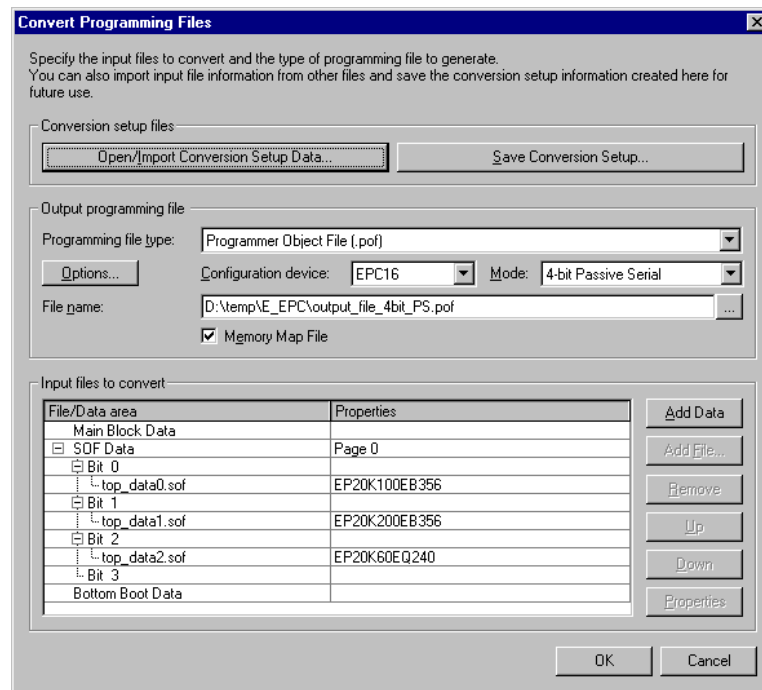 Convert Programming Files
Specify the input files to convert and the type of programming file to generate.
You can also import input file information from other files and save the conversion setup information created here for
future use.
Conversion setup files
Open/Import Conversion Setup Data...
Save Conversion Setup...
Output programming file
Programming file type:
Programmer Object File (.pof)
Options...
Configuration device:
EPC16
Mode:
4-bit Passive Serial
File name:
D:\temp\E_EPC\output_file_4bit_PS.pof
...
Memory Map File
Input files to convert
File/Data area
Properties
Add Data
Main Block Data
SOF Data
Page 0
Add File...
Bit 0
top_data0.sof
EP20K100EB356
Remove
Bit 1
top_data1.sof
EP20K200EB356
Up
Bit 2
top_data2.sof
EP20K60EQ240
Down
Bit 3
Bottom Boot Data
Properties
OK
Cancel